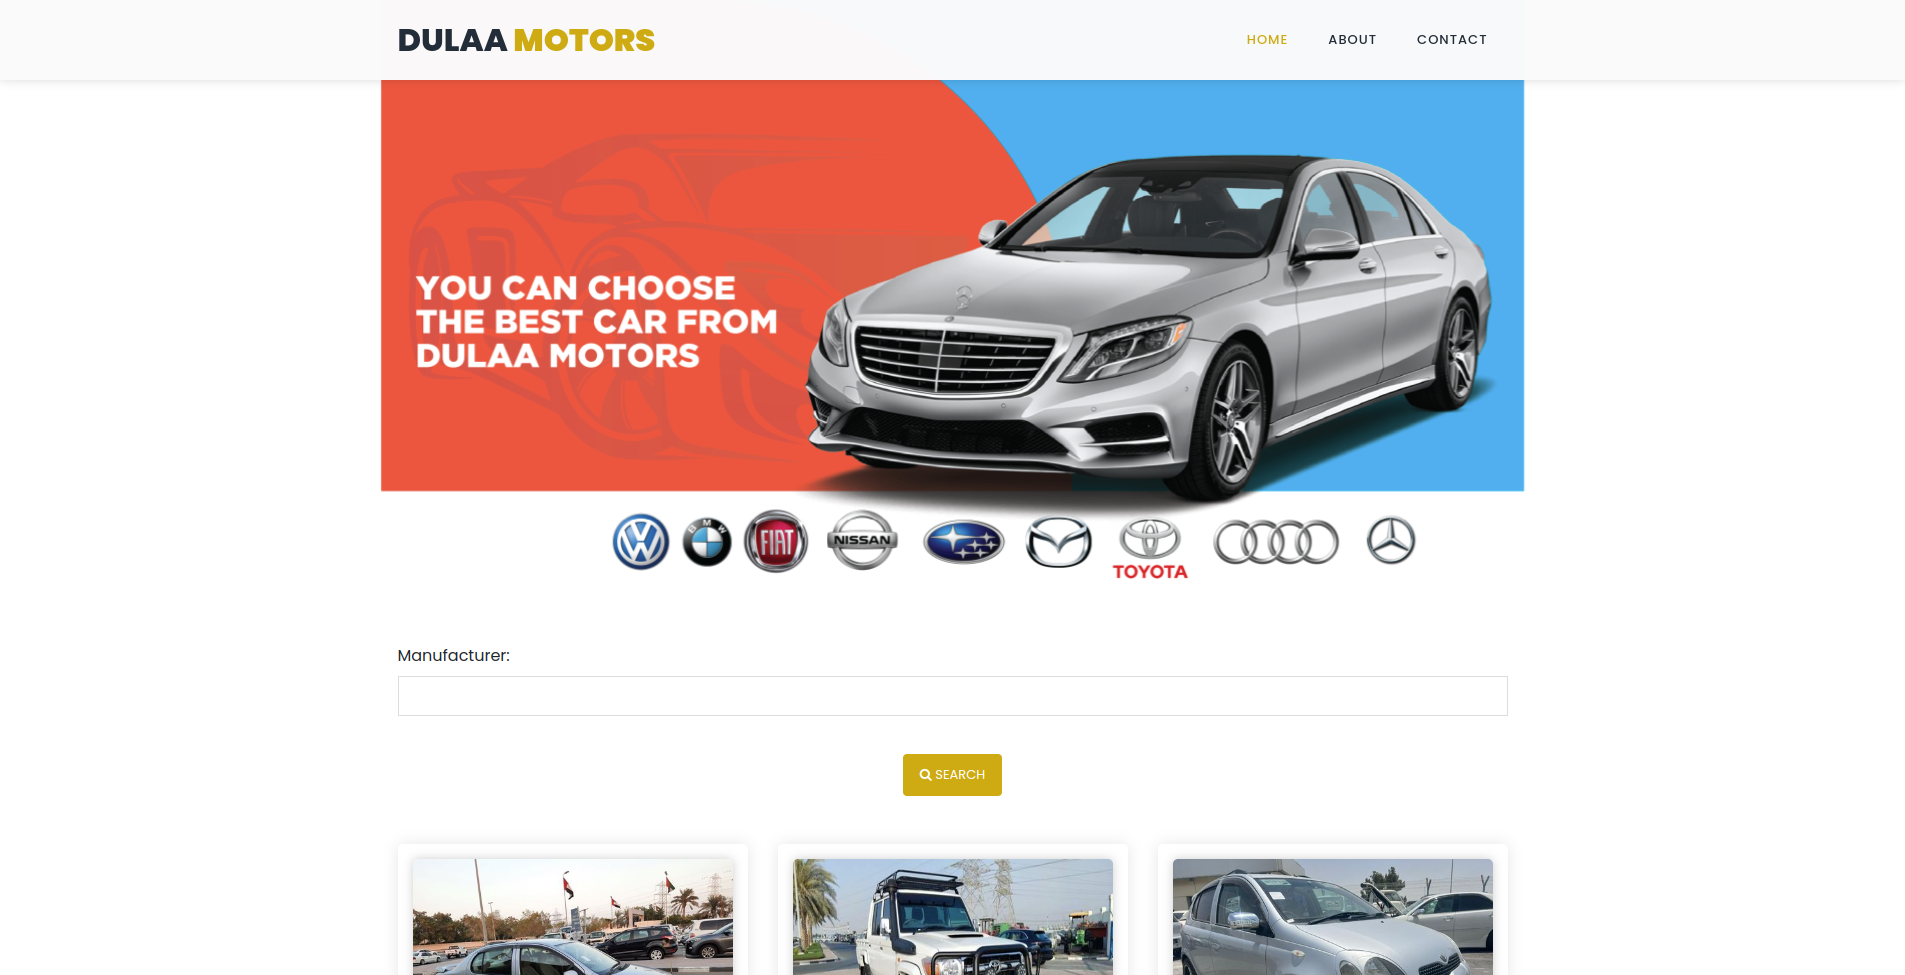 DULAA MOTORS
HOME
ABOUT
CONTACT
YOU CAN CHOOSE
THE BEST CAR FROM
DULAA MOTORS
BMW
FIAT
NISSAN
TOYOTA
Manufacturer:
SEARCH